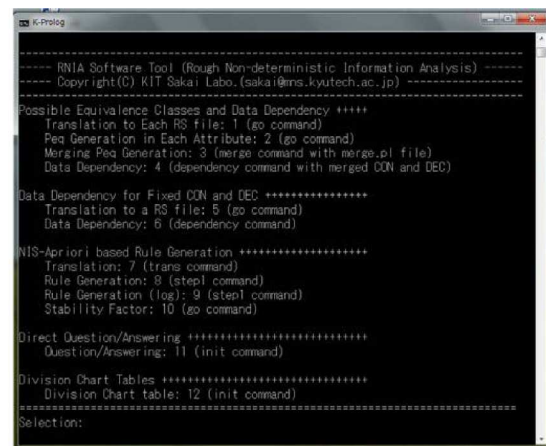 K-Prolog
--------------------------------------------------------------------------------
----- RNIA Software Tool (Rough Non-deterministic Information Analysis) ------
----- Copyright(C) KIT Sakai Labo.(sakai@mns.kyutech.ac.jp) ------------------
--------------------------------------------------------------------------------
Possible Equivalence Classes and Data Dependency +++++
Translation to Each RS file: 1 (go command)
Peq Generation in Each Attribute: 2 (go command)
Merging Peq Generation: 3 (merge command with merge.pl file)
Data Dependency: 4 (dependency command with merged CON and DEC)
Data Dependency for Fixed CON and DEC +++++++++++++++++
Translation to a RS file: 5 (go command)
Data Dependency: 6 (dependency command)
NIS-Apriori based Rule Generation ++++++++++++++++++++
Translation: 7 (trans command)
Rule Generation: 8 (step1 command)
Rule Generation (log): 9 (step1 command)
Stability Factor: 10 (go command)
Direct Question/Answering +++++++++++++++++++++++++++++
Question/Answering: 11 (init command)
Division Chart Tables +++++++++++++++++++++++++++++++++
Division Chart table: 12 (init command)
================================================================================
Selection: